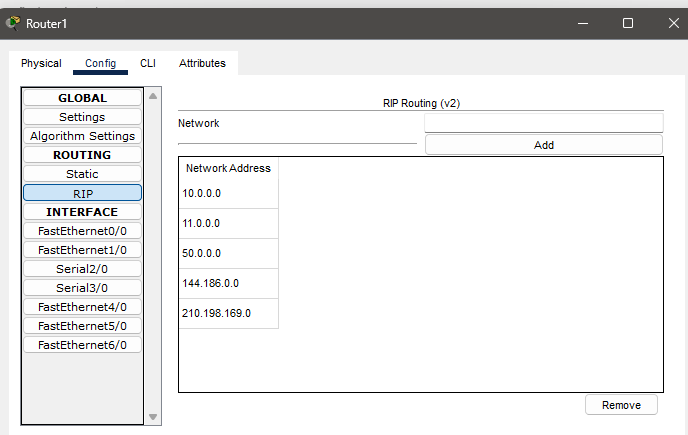 Router1
Physical Config CLI Attributes
GLOBAL
Settings
Algorithm Settings
ROUTING
Static
RIP
INTERFACE
FastEthernet0/0
FastEthernet1/0
Serial2/0
Serial3/0
FastEthernet4/0
FastEthernet5/0
FastEthernet6/0
RIP Routing (v2)
Network
Add
Network Address
10.0.0.0
11.0.0.0
50.0.0.0
144.186.0.0
210.198.169.0
Remove